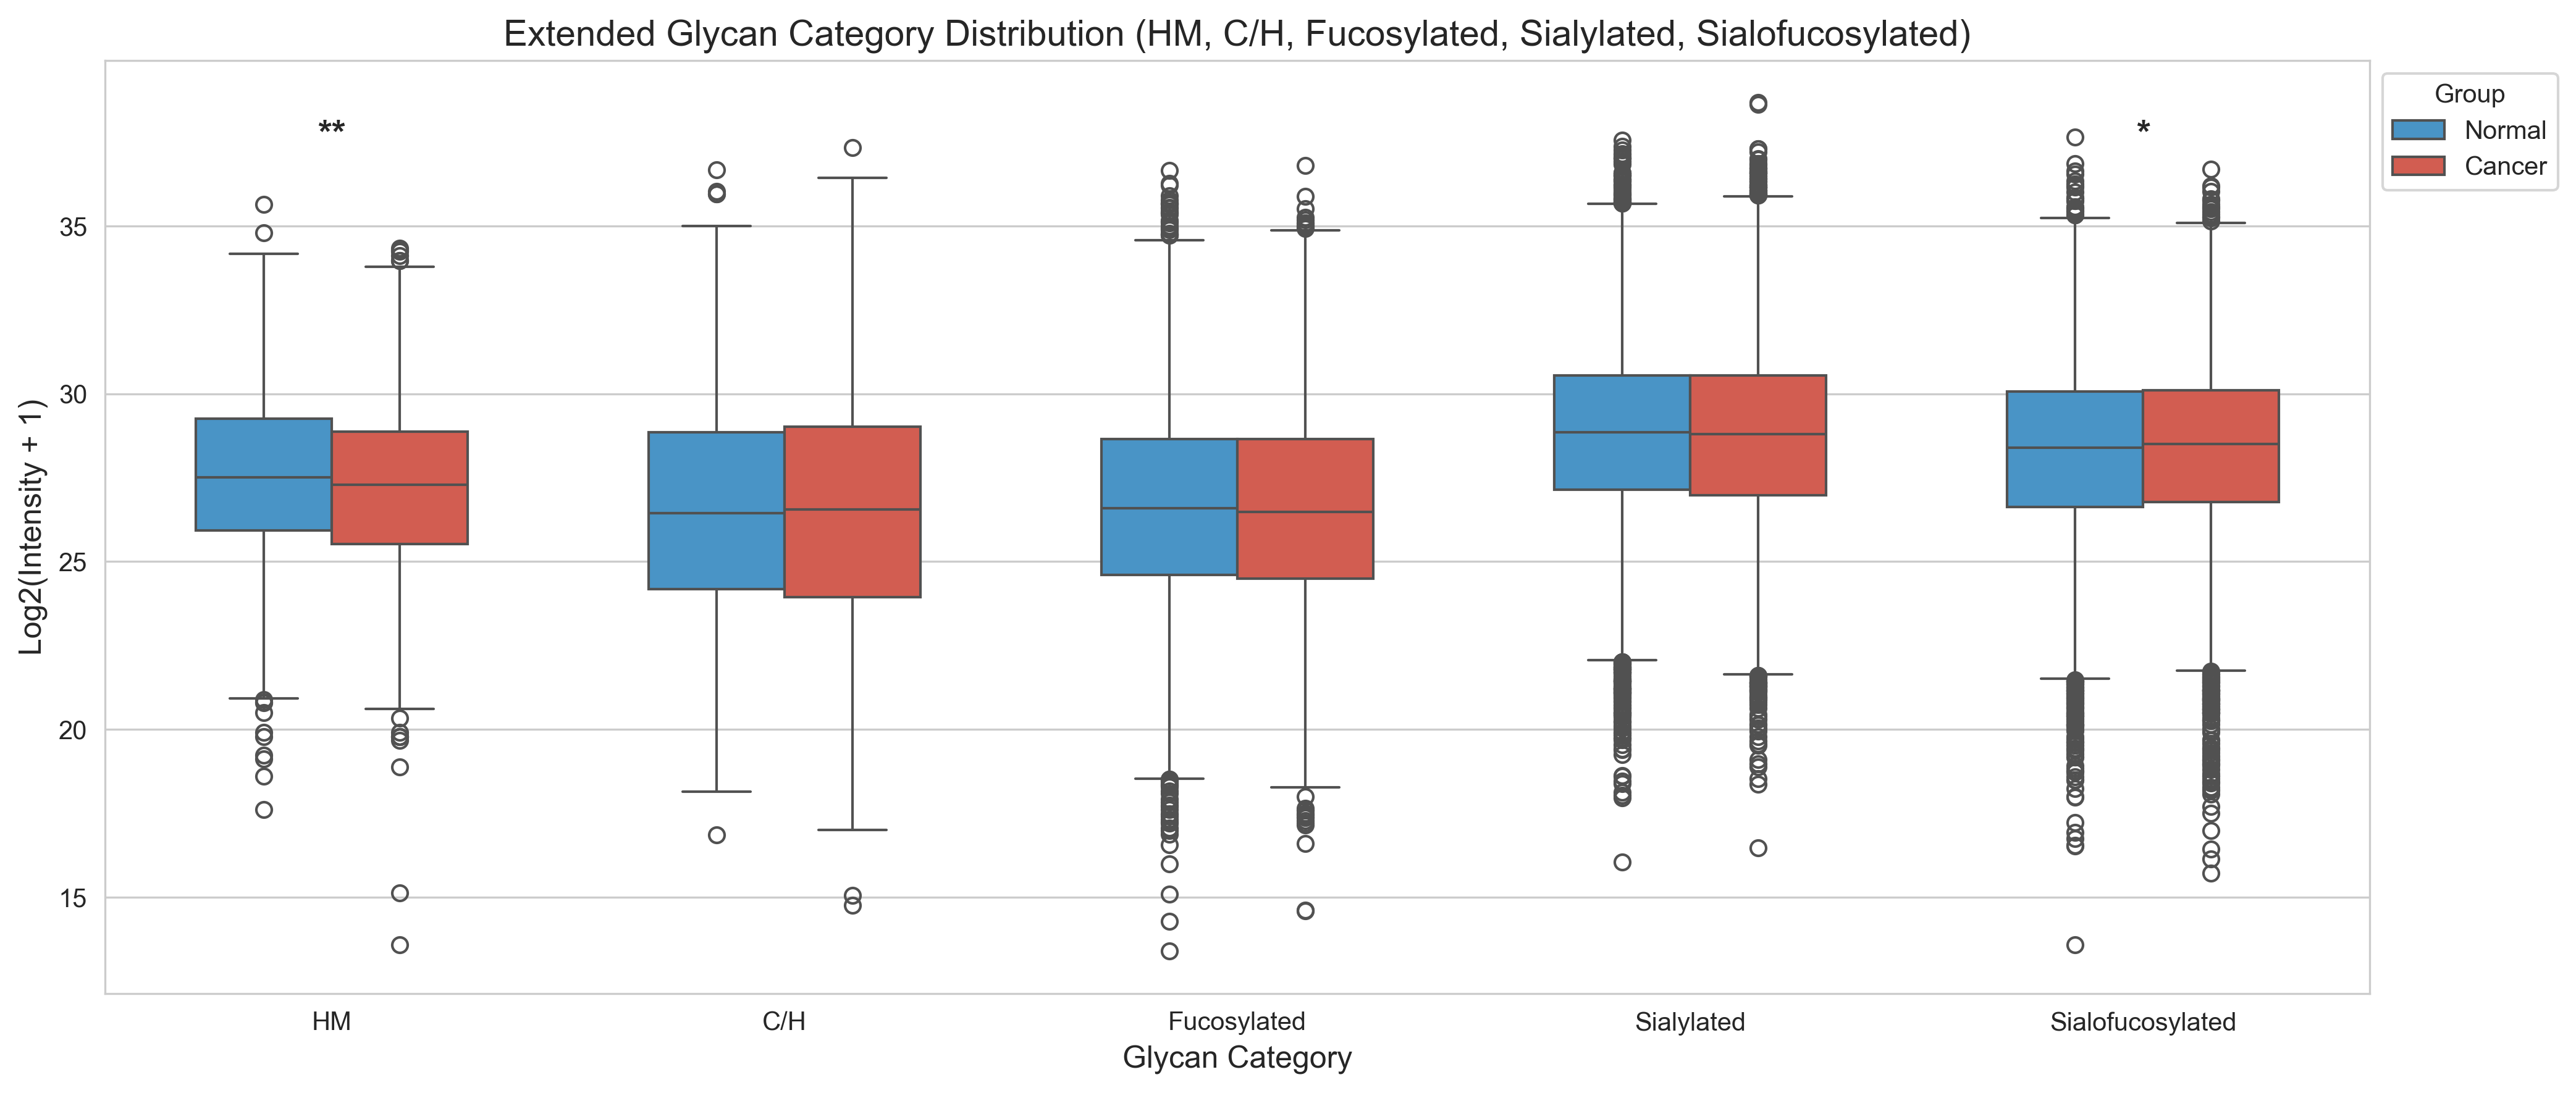 Extended Glycan Category Distribution (HM, C/H, Fucosylated, Sialylated, Sialofucosylated)
Group
Normal
Cancer
**
*
Log2(Intensity + 1)
35
30
25
20
15
HM
C/H
Fucosylated
Sialylated
Sialofucosylated
Glycan Category